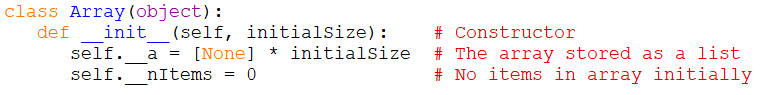 class Array(object):
   def __init__(self, initialSize):    # Constructor
      self.__a = [None] * initialSize  # The array stored as a list
      self.__nItems = 0                # No items in array initially